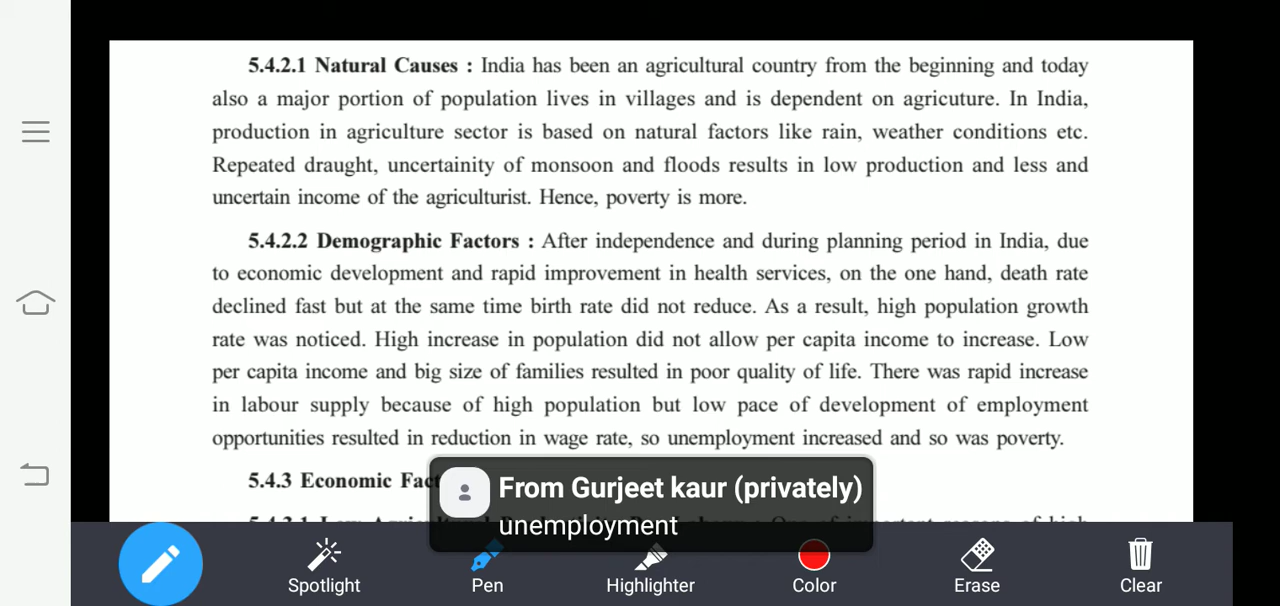 5.4.2.1 Natural Causes : India has been an agricultural country from the beginning and today
also a major portion of population lives in villages and is dependent on agricuture. In India,
production in agriculture sector is based on natural factors like rain, weather conditions etc.
Repeated draught, uncertainity of monsoon and floods results in low production and less and
uncertain income of the agriculturist. Hence, poverty is more.
5.4.2.2 Demographic Factors : After independence and during planning period in India, due
to economic development and rapid improvement in health services, on the one hand, death rate
declined fast but at the same time birth rate did not reduce. As a result, high population growth
rate was noticed. High increase in population did not allow per capita income to increase. Low
per capita income and big size of families resulted in poor quality of life. There was rapid increase
in labour supply because of high population but low pace of development of employment
opportunities resulted in reduction in wage rate, so unemployment increased and so was poverty.
5.4.3 Economic
From Gurjeet kaur (privately)
unemployment
Spotlight Pen Highlighter Color Erase Clear